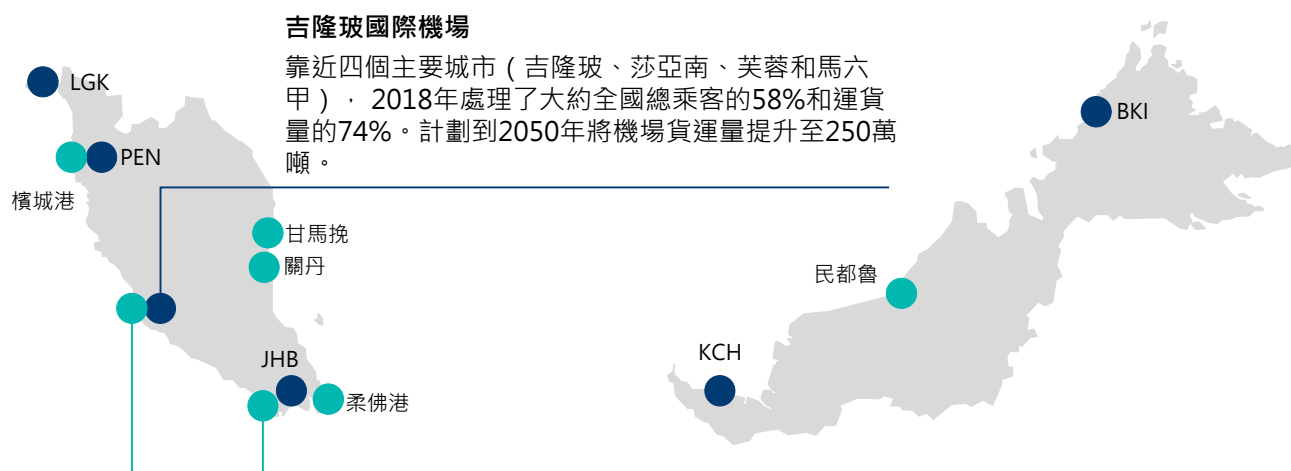 吉隆玻國際機場
靠近四個主要城市（吉隆玻、莎亞南、芙蓉和馬六
甲），2018年處理了大約全國總乘客的58%和運貨
量的74%。計劃到2050年將機場貨運量提升至250萬
噸。
LGK
PEN
檳城港
甘馬挽
關丹
JHB
柔佛港
BKI
民都魯
KCH